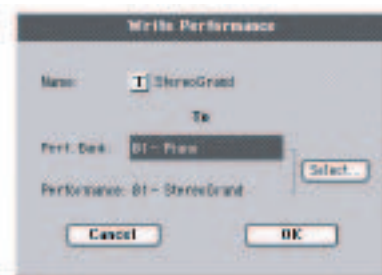 Write Performance
Name: T StereoGrand
To
Perf. Bank: 01 - Piano
Select...
Performance: 01 - StereoGrand
Cancel OK